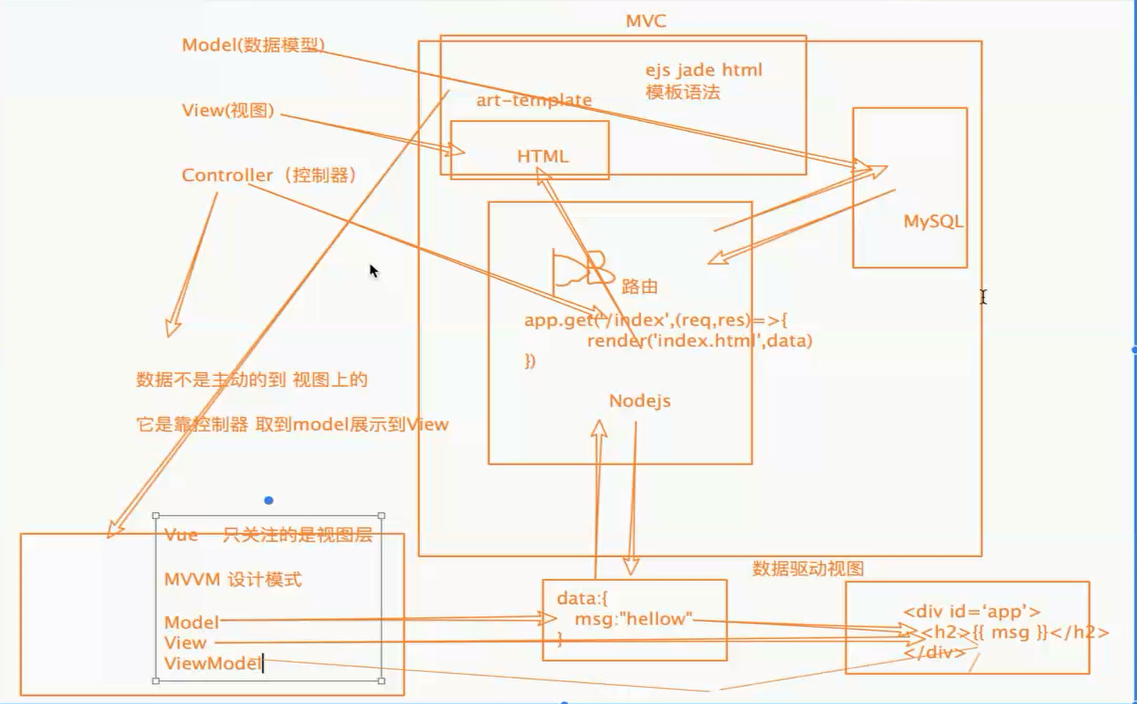 MVC
Model(数据模型)
ejs jade html
模板语法
art-template
View(视图)
HTML
Controller（控制器）
MySQL
路由
app.get('/index',(req,res)=>{
render('index.html',data)
})
Nodejs
数据不是主动的到 视图上的
它是靠控制器 取到model展示到View
Vue 只关注的是视图层
MVVM 设计模式
Model
View
ViewModel
data:{
msg:"hellow"
}
数据驱动视图
<div id=‘app’>
<h2>{{ msg }}</h2>
</div>